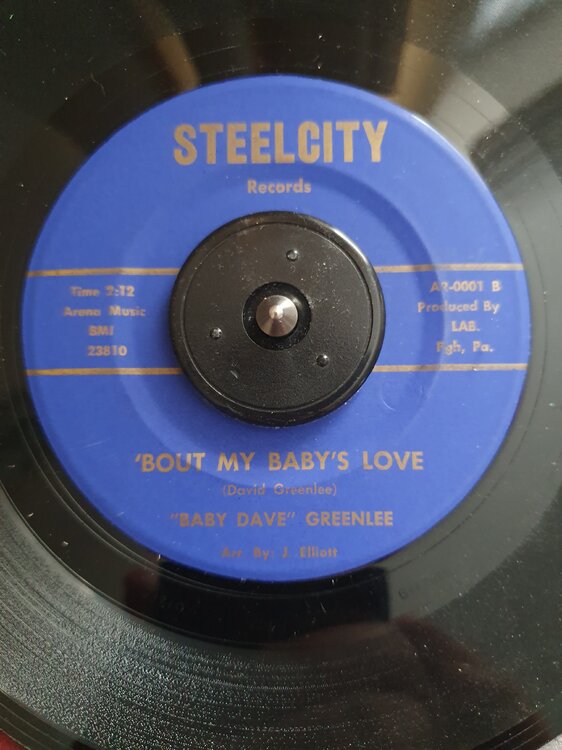 STEELCITY
Records
Time 2:12
Arena Music
BMI
23810
A2-0001 B
Produced By
LAB.
Pgh, Pa.
'BOUT MY BABY'S LOVE
(David Greenlee)
"BABY DAVE" GREENLEE
Arr. By: J. Elliott